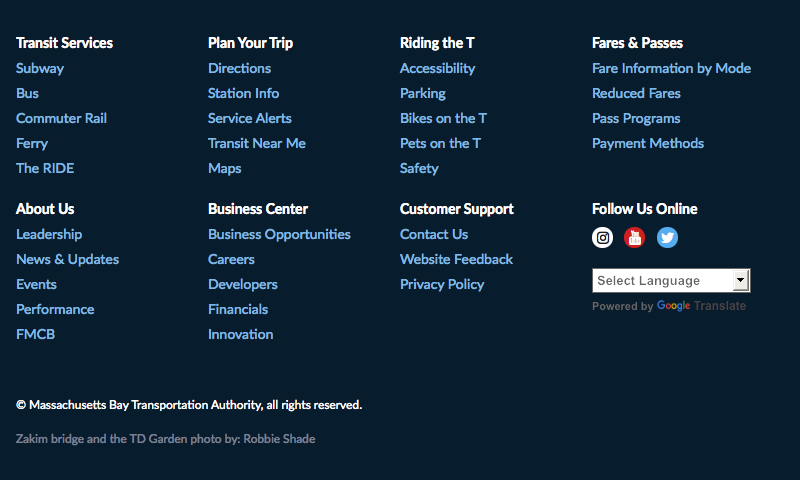 Transit Services
Subway
Bus
Commuter Rail
Ferry
The RIDE
Plan Your Trip
Directions
Station Info
Service Alerts
Transit Near Me
Maps
Riding the T
Accessibility
Parking
Bikes on the T
Pets on the T
Safety
Fares & Passes
Fare Information by Mode
Reduced Fares
Pass Programs
Payment Methods
About Us
Leadership
News & Updates
Events
Performance
FMCB
Business Center
Business Opportunities
Careers
Developers
Financials
Innovation
Customer Support
Contact Us
Website Feedback
Privacy Policy
Follow Us Online
Select Language
Powered by Google Translate
© Massachusetts Bay Transportation Authority, all rights reserved.
Zakim bridge and the TD Garden photo by: Robbie Shade